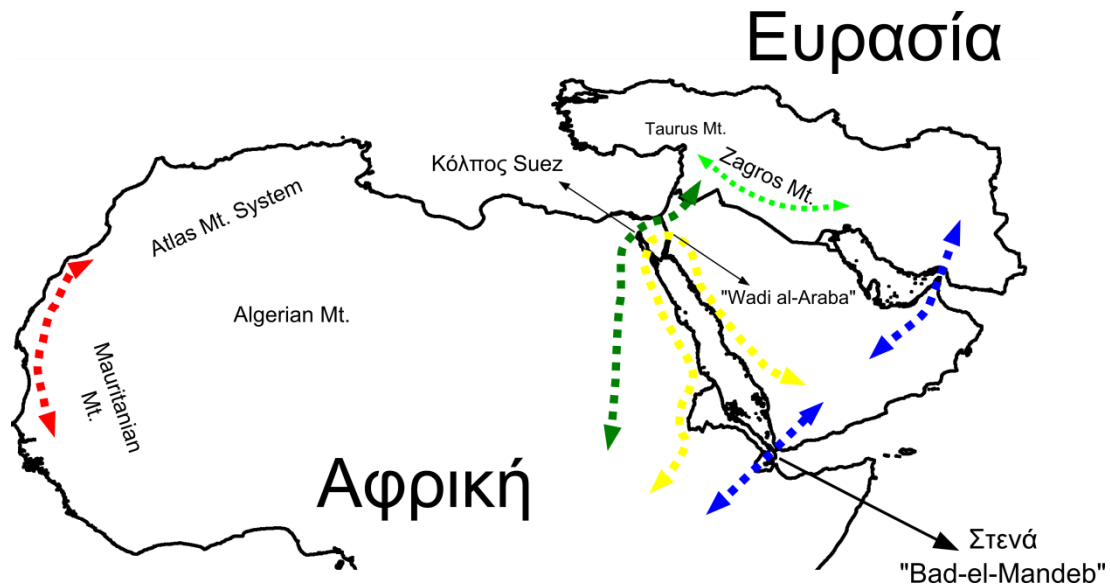 Ευρασία
Taurus Mt.
Κόλπος Suez
Zagros Mt.
Atlas Mt. System
"Wadi al-Araba"
Algerian Mt.
Mauritanian
Mt.
Αφρική
Στενά
"Bad-el-Mandeb"